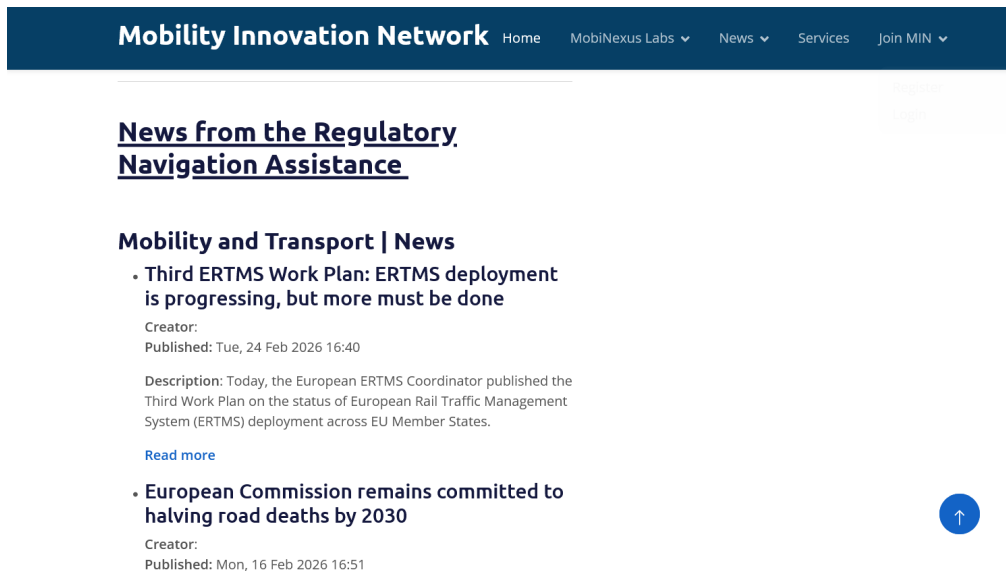 Mobility Innovation Network Home MobiNexus Labs News Services Join MIN
News from the Regulatory
Navigation Assistance
Mobility and Transport | News
Third ERTMS Work Plan: ERTMS deployment
is progressing, but more must be done
Creator:
Published: Tue, 24 Feb 2026 16:40
Description: Today, the European ERTMS Coordinator published the
Third Work Plan on the status of European Rail Traffic Management
System (ERTMS) deployment across EU Member States.
Read more
European Commission remains committed to
halving road deaths by 2030
Creator:
Published: Mon, 16 Feb 2026 16:51